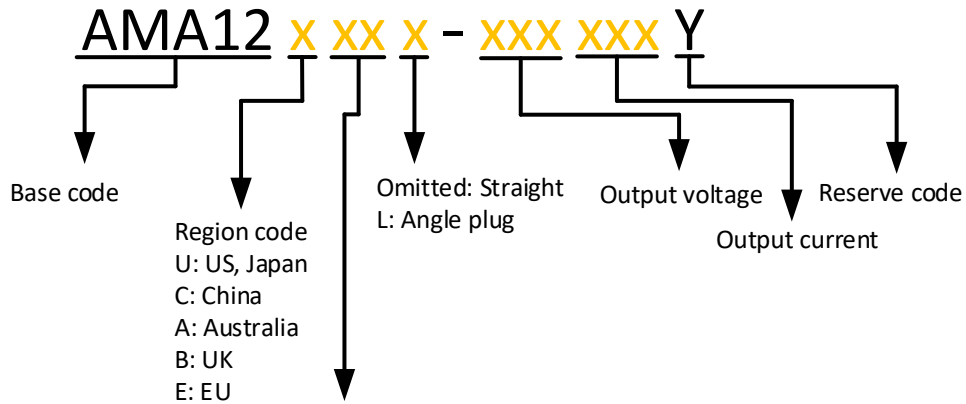 AMA12 x xx x - xxx xxx Y
Base code
Region code
U: US, Japan
C: China
A: Australia
B: UK
E: EU
Omitted: Straight
L: Angle plug
Output voltage
Output current
Reserve code